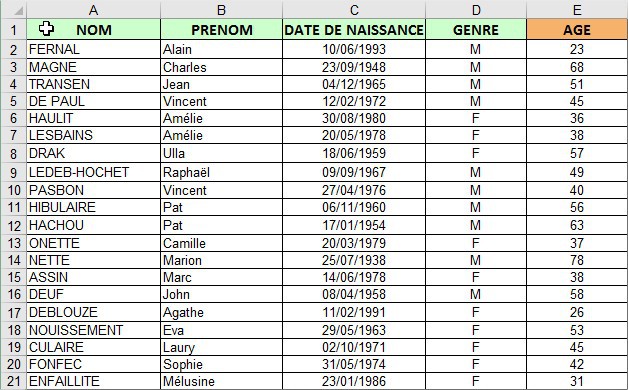 A B C D E
1 NOM PRENOM DATE DE NAISSANCE GENRE AGE
2 FERNAL Alain 10/06/1993 M 23
3 MAGNE Charles 23/09/1948 M 68
4 TRANSEN Jean 04/12/1965 M 51
5 DE PAUL Vincent 12/02/1972 M 45
6 HAULIT Amélie 30/08/1980 F 36
7 LESBAINS Amélie 20/05/1978 F 38
8 DRAK Ulla 18/06/1959 F 57
9 LEDEB-HOCHET Raphaël 09/09/1967 M 49
10 PASBON Vincent 27/04/1976 M 40
11 HIBULAIRE Pat 06/11/1960 M 56
12 HACHOU Pat 17/01/1954 M 63
13 ONETTE Camille 20/03/1979 F 37
14 NETTE Marion 25/07/1938 M 78
15 ASSIN Marc 14/06/1978 F 38
16 DEUF John 08/04/1958 M 58
17 DEBLOUZE Agathe 11/02/1991 F 26
18 NOUISSEMENT Eva 29/05/1963 F 53
19 CULAIRE Laury 02/10/1971 F 45
20 FONFEC Sophie 31/05/1974 F 42
21 ENFAILLITE Mélusine 23/01/1986 F 31